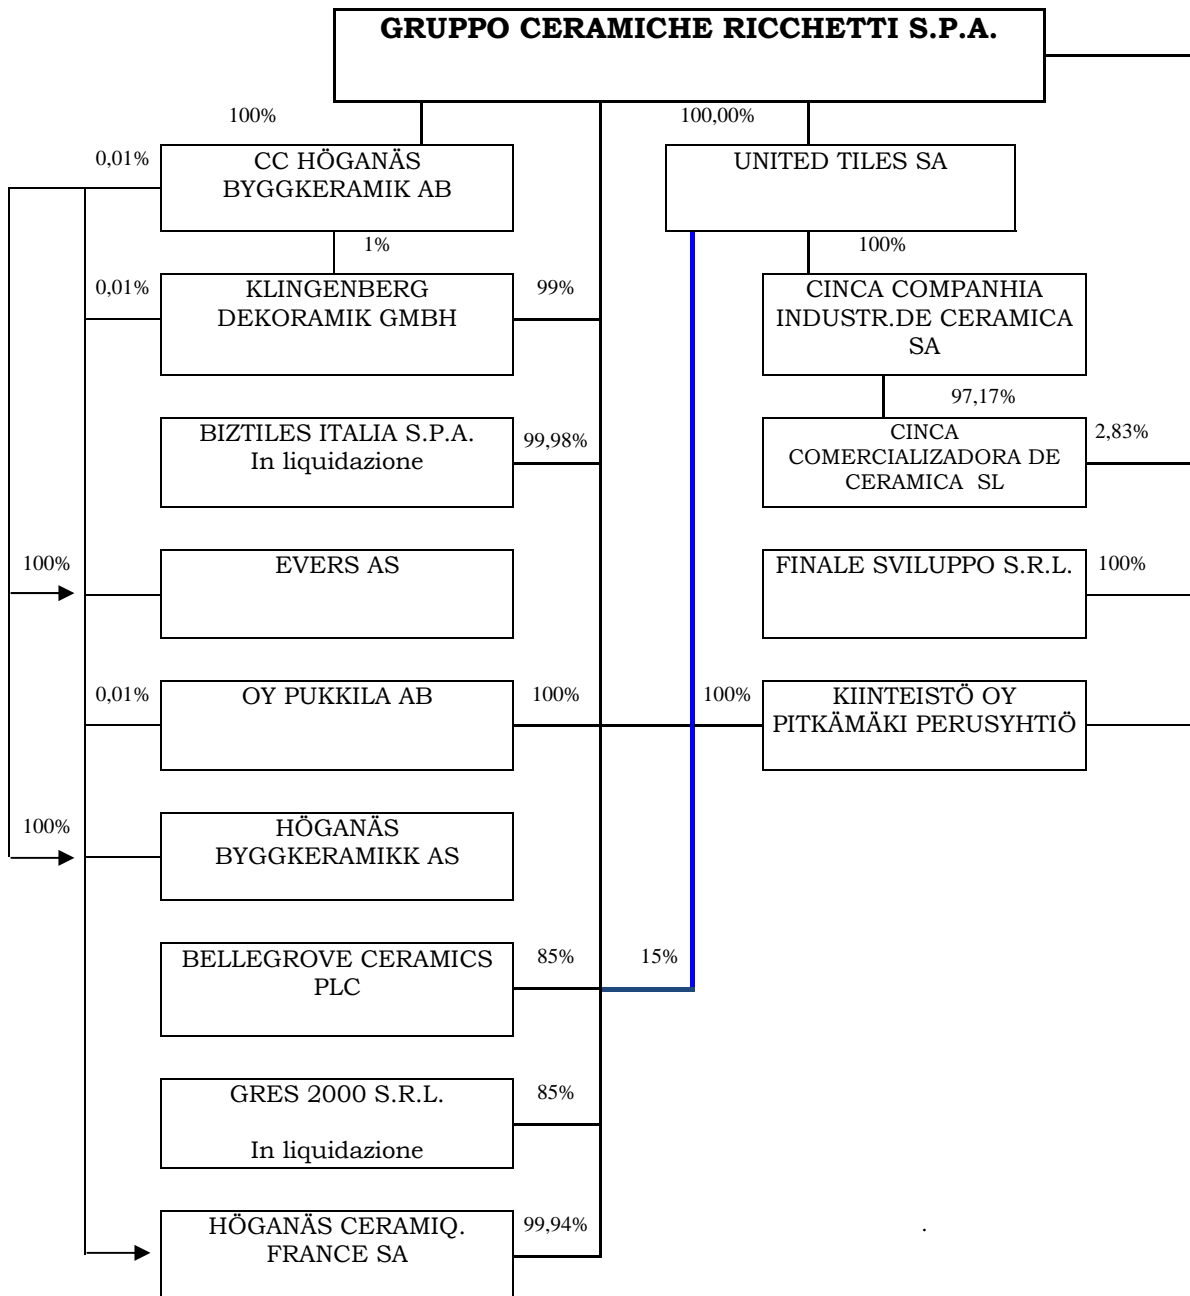 GRUPPO CERAMICHE RICCHETTI S.P.A.
100%
100,00%
0,01%
CC HÖGANÄS
BYGGKERAMIK AB
UNITED TILES SA
1%
100%
0,01%
KLINGENBERG
DEKORAMIK GMBH
99%
CINCA COMPANHIA
INDUSTR.DE CERAMICA
SA
97,17%
BIZTILES ITALIA S.P.A.
In liquidazione
99,98%
CINCA
COMERCIALIZADORA DE
CERAMICA SL
2,83%
100%
EVERS AS
FINALE SVILUPPO S.R.L.
100%
0,01%
OY PUKKILA AB
100%
100%
KIINTEISTÖ OY
PITKÄMÄKI PERUSYHTIÖ
100%
HÖGANÄS
BYGGKERAMIKK AS
BELLEGROVE CERAMICS
PLC
85%
15%
GRES 2000 S.R.L.
In liquidazione
85%
HÖGANÄS CERAMIQ.
FRANCE SA
99,94%
.